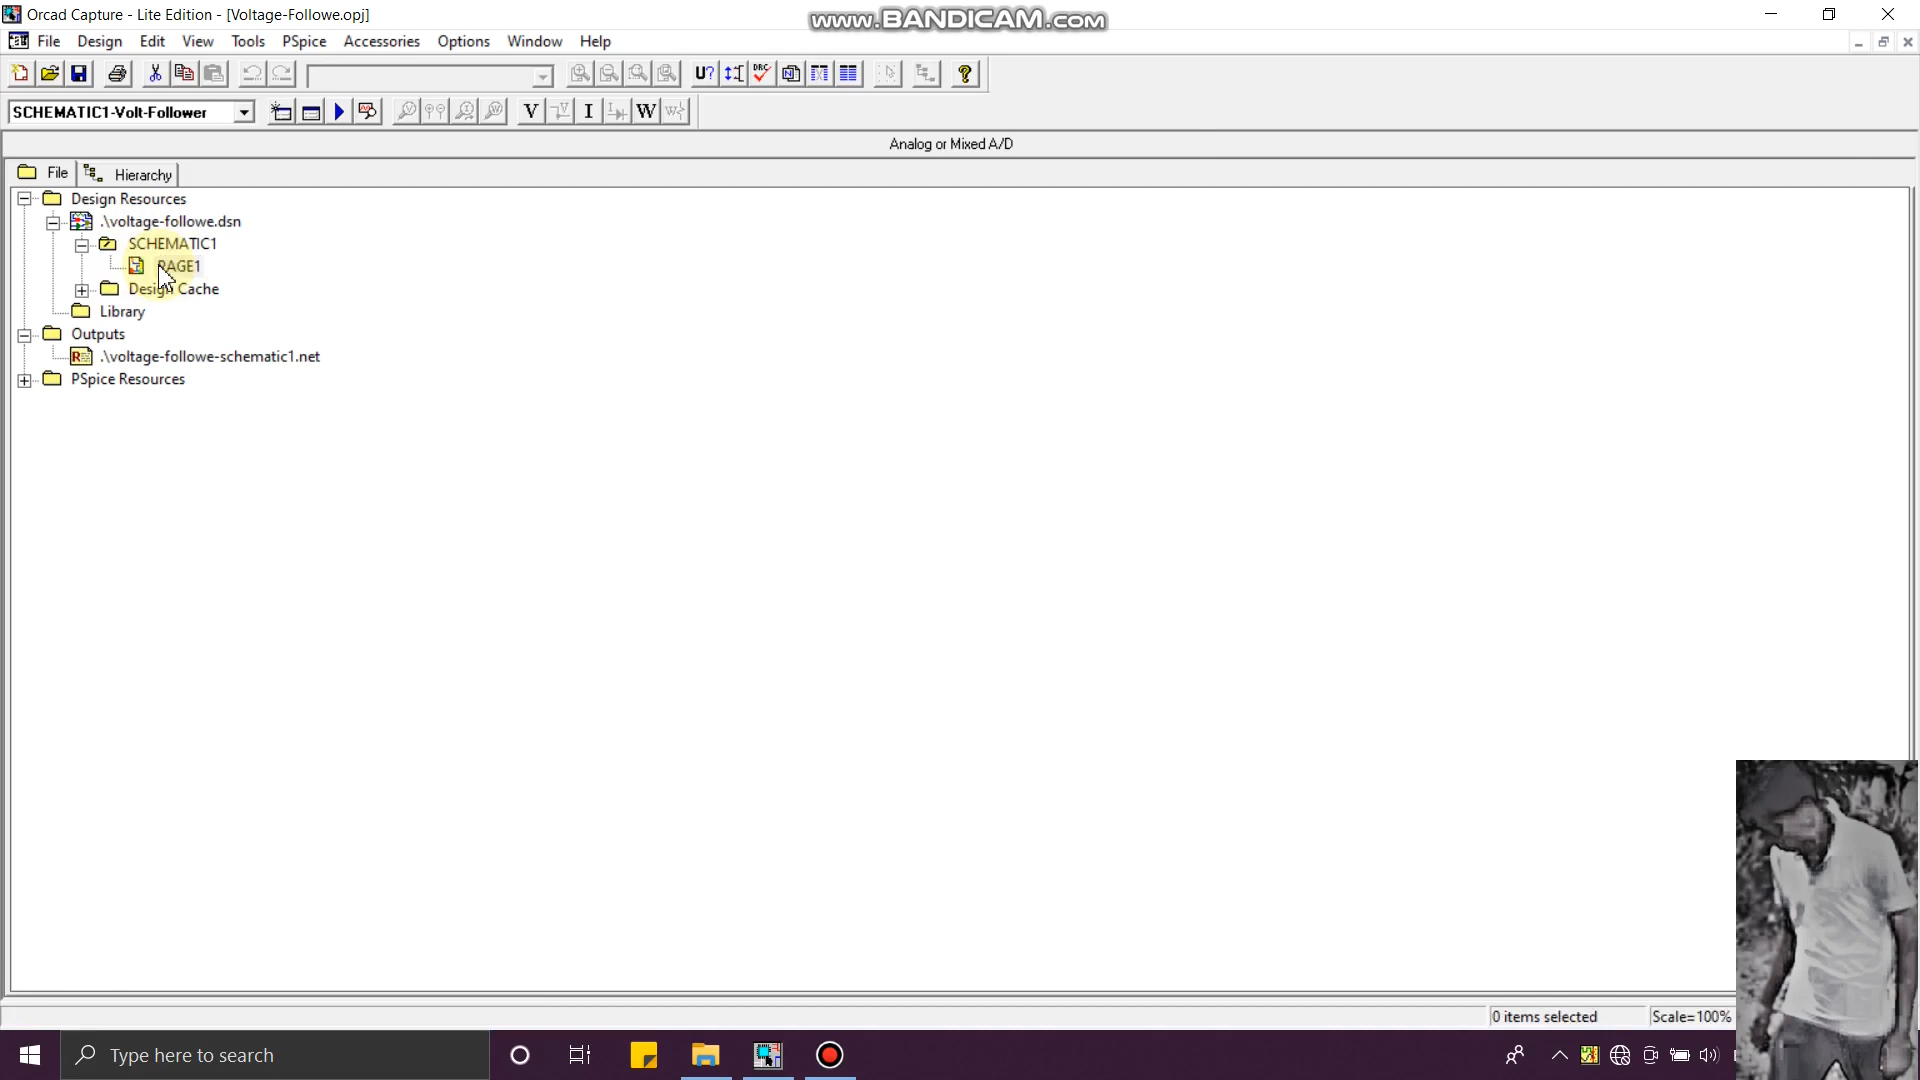 Orcad Capture - Lite Edition - [Voltage-Followe.opj]
www.BANDICAM.com
File Design Edit View Tools PSpice Accessories Options Window Help
U? DRC
SCHEMATIC1-Volt-Follower
V I W
Analog or Mixed A/D
File Hierarchy
Design Resources
.\voltage-followe.dsn
SCHEMATIC1
PAGE1
Design Cache
Library
Outputs
.\voltage-followe-schematic1.net
PSpice Resources
0 items selected Scale=100%
Type here to search